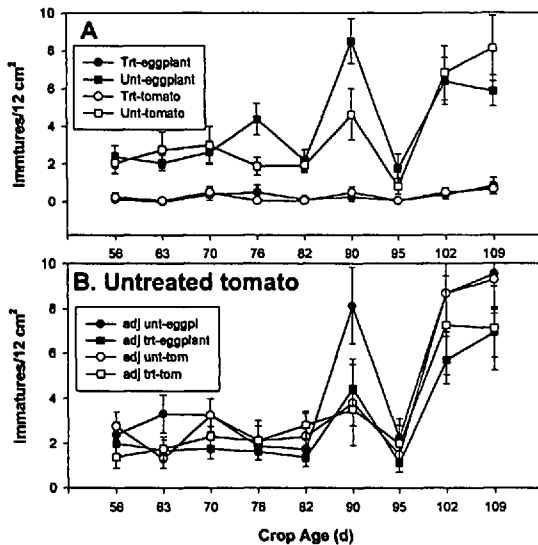 A
Trt-eggplant
Unt-eggplant
Trt-tomato
Unt-tomato
Immtures/12 cm²
8
6
4
2
0
56 63 70 76 82 90 95 102 109
B. Untreated tomato
adj unt-eggpl
adj trt-eggplant
adj unt-tom
adj trt-tom
Immatures/12 cm²
10
8
6
4
2
0
56 63 70 76 82 90 95 102 109
Crop Age (d)